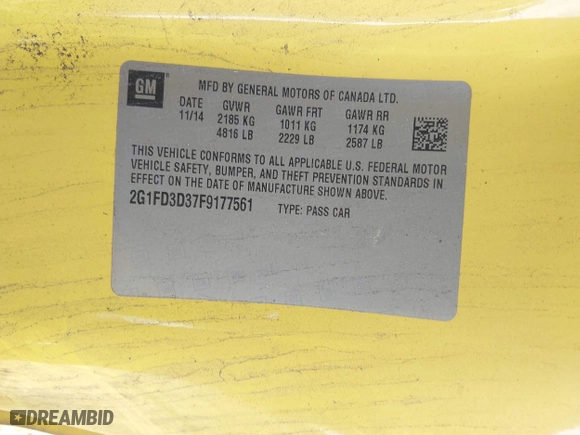 GM
MFD BY GENERAL MOTORS OF CANADA LTD.
DATE GVWR GAWR FRT GAWR RR
11/14 2185 KG 1011 KG 1174 KG
4816 LB 2229 LB 2587 LB
THIS VEHICLE CONFORMS TO ALL APPLICABLE U.S. FEDERAL MOTOR
VEHICLE SAFETY, BUMPER, AND THEFT PREVENTION STANDARDS IN
EFFECT ON THE DATE OF MANUFACTURE SHOWN ABOVE.
2G1FD3D37F9177561 TYPE: PASS CAR
DREAMBID